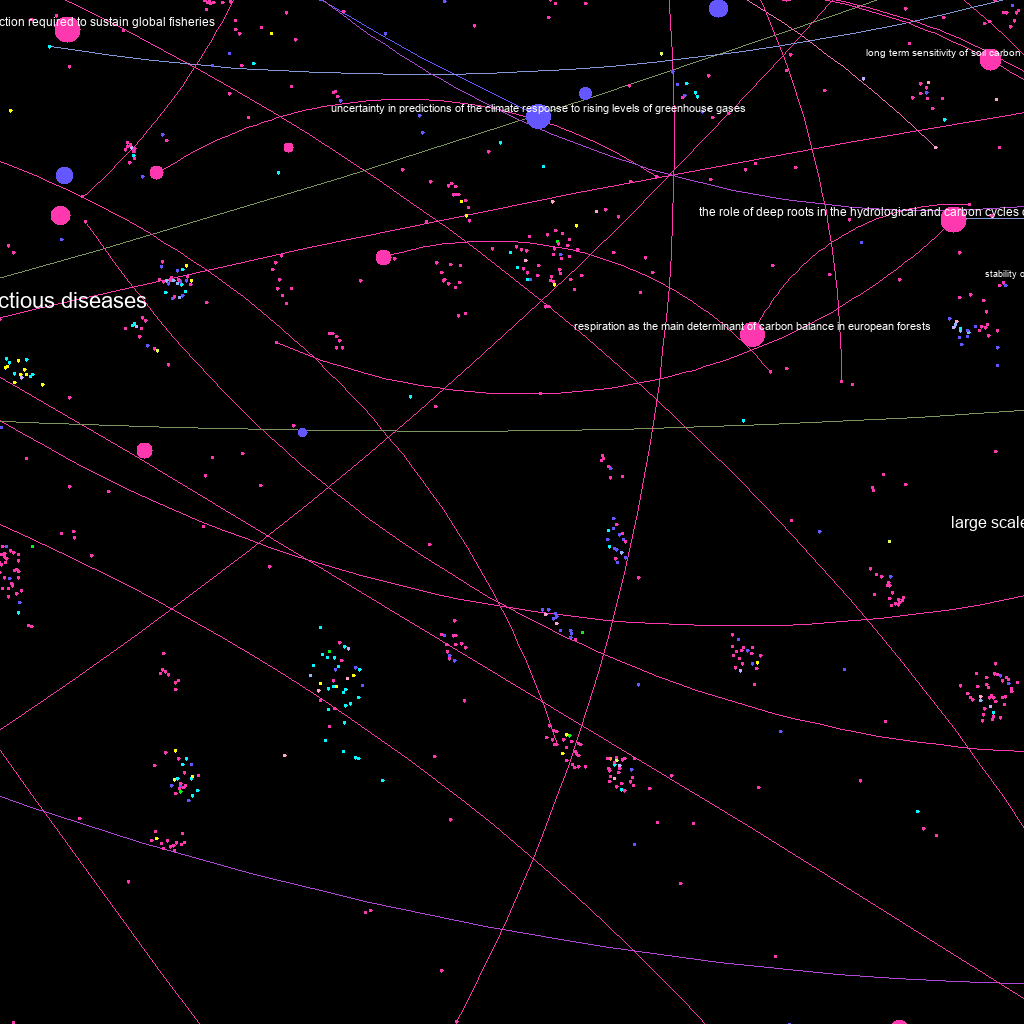 ction required to sustain global fisheries
long term sensitivity of soil carbon
uncertainty in predictions of the climate response to rising levels of greenhouse gases
the role of deep roots in the hydrological and carbon cycles
stability
ctious diseases
respiration as the main determinant of carbon balance in european forests
large scale